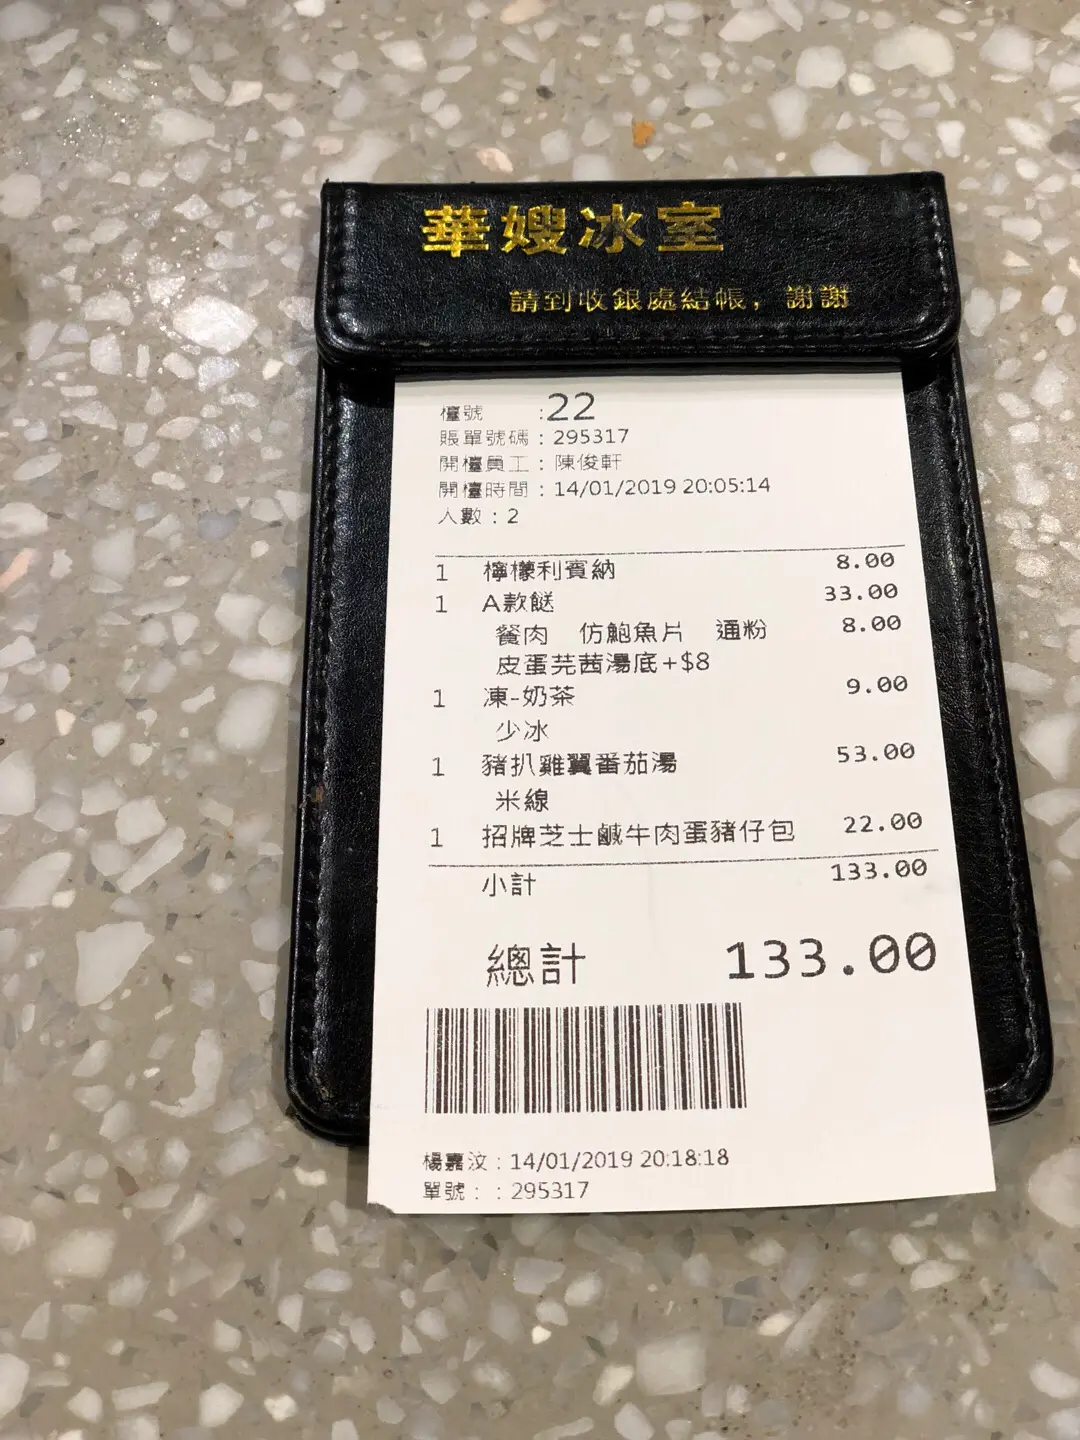 華嫂冰室
請到收銀處結帳，謝謝
檯號 :22
賬單號碼 : 295317
開檯員工 : 陳俊軒
開檯時間 : 14/01/2019 20:05:14
人數 : 2
1 檸檬利賓納 8.00
1 A款餸 33.00
餐肉 仿鮑魚片 通粉 8.00
皮蛋芫茜湯底+$8
1 凍-奶茶 9.00
少冰
1 豬扒雞翼番茄湯 53.00
米線
1 招牌芝士鹹牛肉蛋豬仔包 22.00
小計 133.00
總計 133.00
楊嘉汶 : 14/01/2019 20:18:18
單號 : : 295317